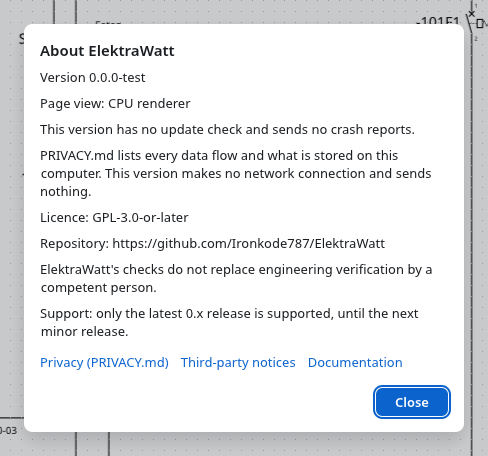 -101F1
About ElektraWatt
Version 0.0.0-test
Page view: CPU renderer
This version has no update check and sends no crash reports.
PRIVACY.md lists every data flow and what is stored on this
computer. This version makes no network connection and sends
nothing.
Licence: GPL-3.0-or-later
Repository: https://github.com/Ironkode787/ElektraWatt
ElektraWatt's checks do not replace engineering verification by a
competent person.
Support: only the latest 0.x release is supported, until the next
minor release.
Privacy (PRIVACY.md) Third-party notices Documentation
Close
0-03